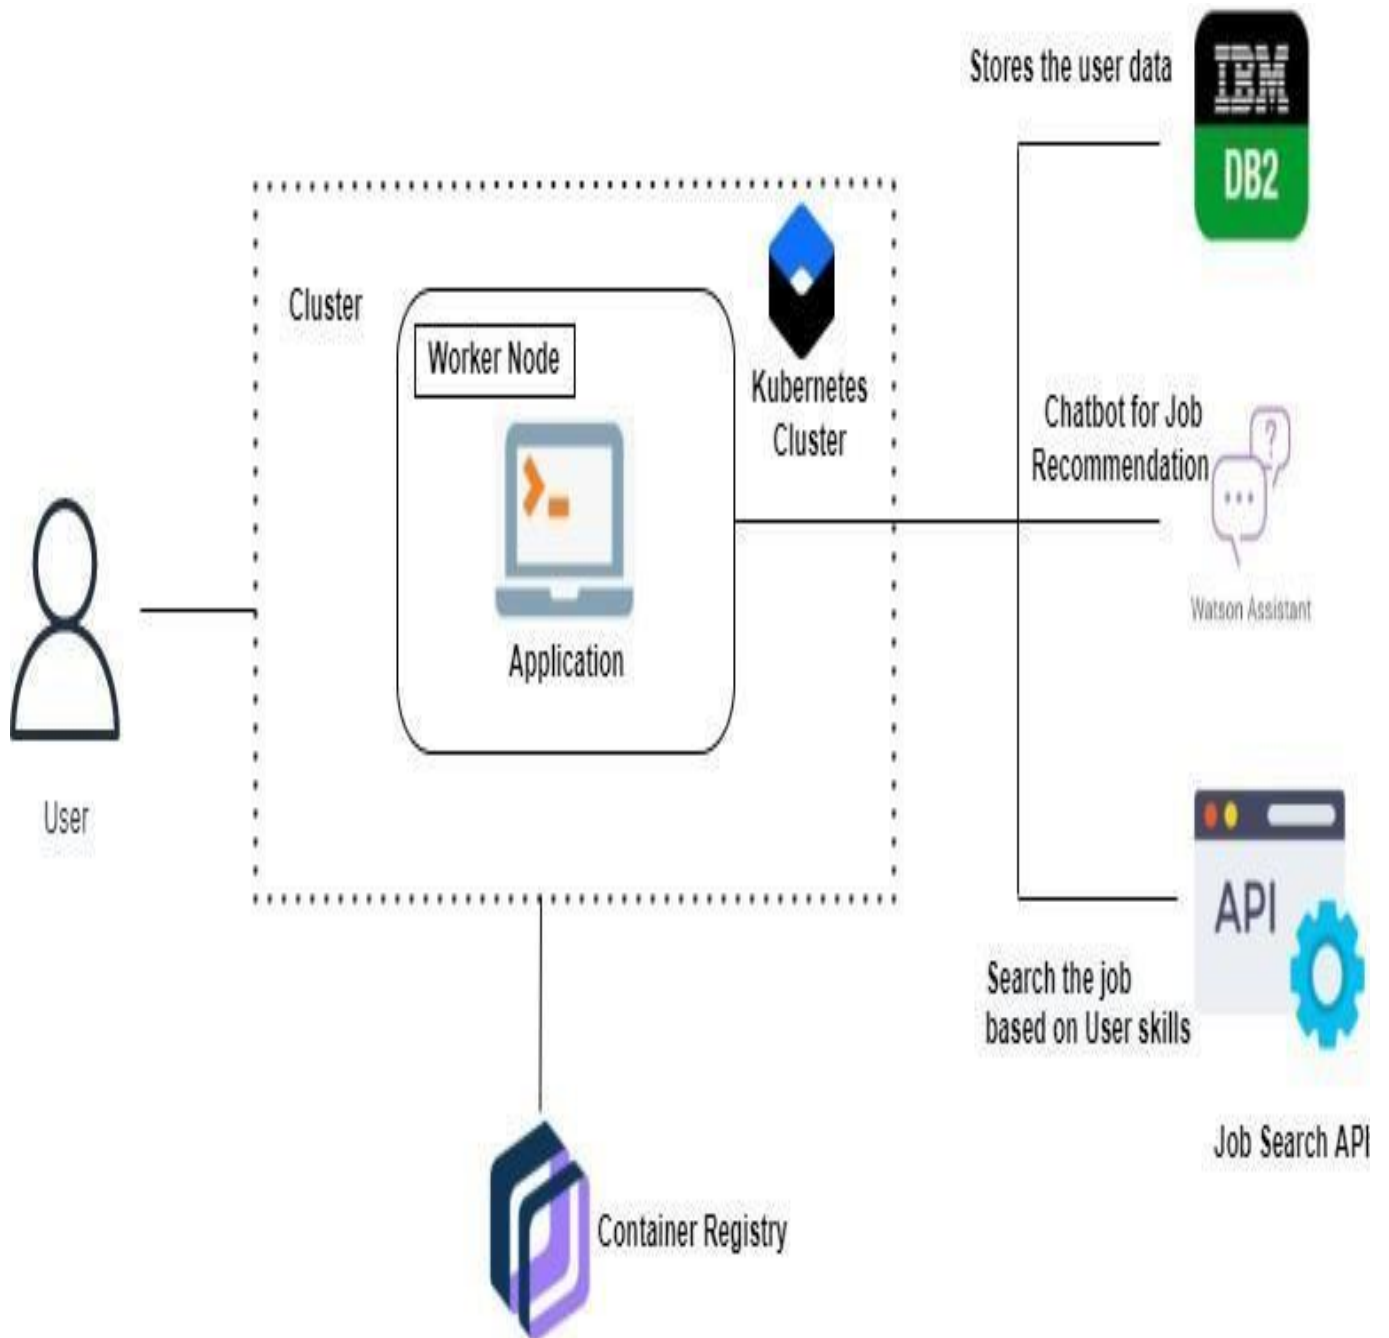 Stores the user data
IBM
DB2
Cluster
Worker Node
Kubernetes
Cluster
Application
Chatbot for Job
Recommendation
?
Watson Assistant
User
API
Search the job
based on User skills
Job Search API
Container Registry